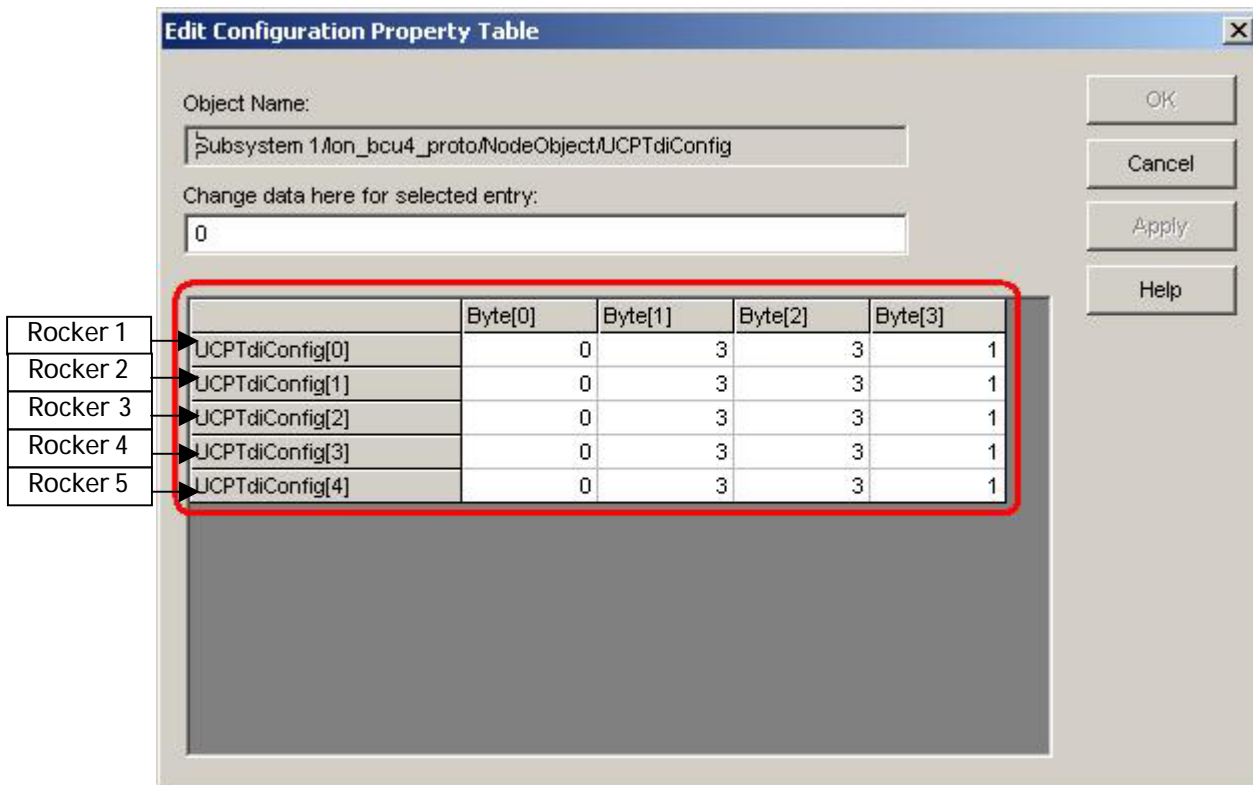 Edit Configuration Property Table
Object Name:
OK
Subsystem 1/lon_bcu4_proto/NodeObject/UCPTdiConfig
Cancel
Change data here for selected entry:
0
Apply
Help
Byte[0] Byte[1] Byte[2] Byte[3]
Rocker 1 UCPTdiConfig[0] 0 3 3 1
Rocker 2 UCPTdiConfig[1] 0 3 3 1
Rocker 3 UCPTdiConfig[2] 0 3 3 1
Rocker 4 UCPTdiConfig[3] 0 3 3 1
Rocker 5 UCPTdiConfig[4] 0 3 3 1